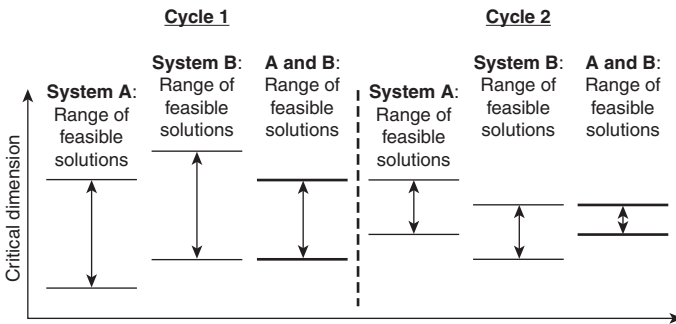 Cycle 1
Cycle 2
System A:
Range of
feasible
solutions
System B:
Range of
feasible
solutions
A and B:
Range of
feasible
solutions
System A:
Range of
feasible
solutions
System B:
Range of
feasible
solutions
A and B:
Range of
feasible
solutions
Critical dimension